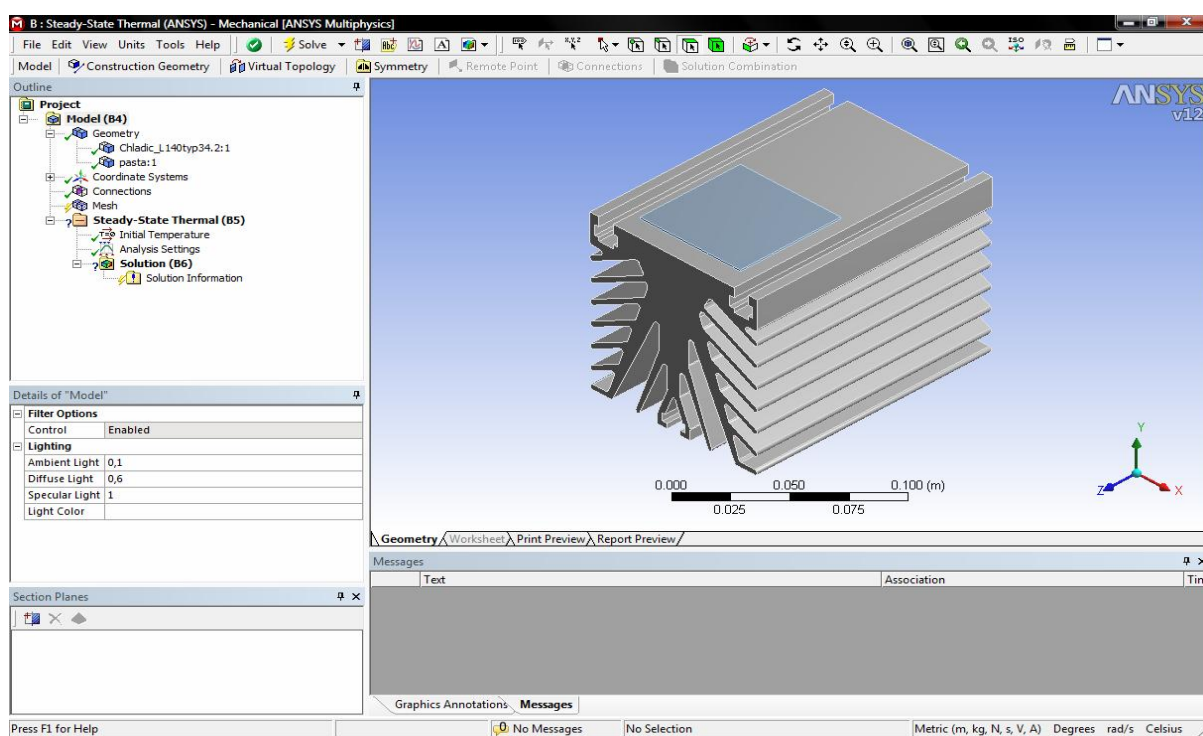 B : Steady-State Thermal (ANSYS) - Mechanical [ANSYS Multiphysics]
File Edit View Units Tools Help Solve
Model Construction Geometry Virtual Topology Symmetry Remote Point Connections Solution Combination
Outline
Project
Model (B4)
Geometry
Chladic_L140typ34.2:1
pasta:1
Coordinate Systems
Connections
Mesh
Steady-State Thermal (B5)
Initial Temperature
Analysis Settings
Solution (B6)
Solution Information
Details of "Model"
Filter Options
Control Enabled
Lighting
Ambient Light 0,1
Diffuse Light 0,6
Specular Light 1
Light Color
Section Planes
ANSYS
v12
0.000 0.050 0.100 (m)
0.025 0.075
Y
Z X
Geometry Worksheet Print Preview Report Preview
Messages
Text Association Tim
Graphics Annotations Messages
Press F1 for Help 0 No Messages No Selection Metric (m, kg, N, s, V, A) Degrees rad/s Celsius